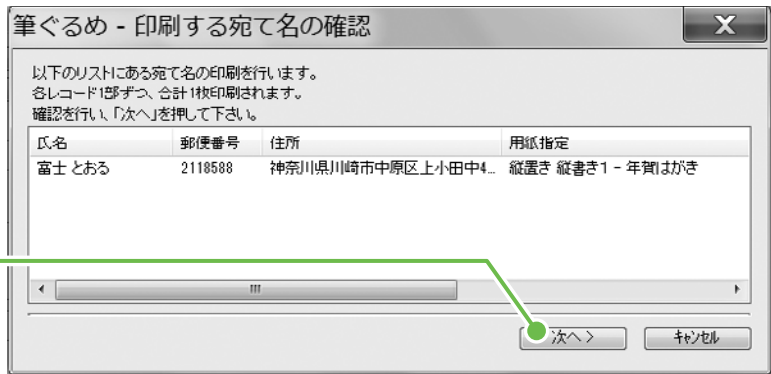 筆ぐるめ - 印刷する宛て名の確認
X
以下のリストにある宛て名の印刷を行います。
各レコード1部ずつ、合計1枚印刷されます。
確認を行い、「次へ」を押して下さい。
氏名 郵便番号 住所 用紙指定
富士 とおる 2118588 神奈川県川崎市中原区上小田中4... 縦置き 縦書き1 - 年賀はがき
次へ > キャンセル